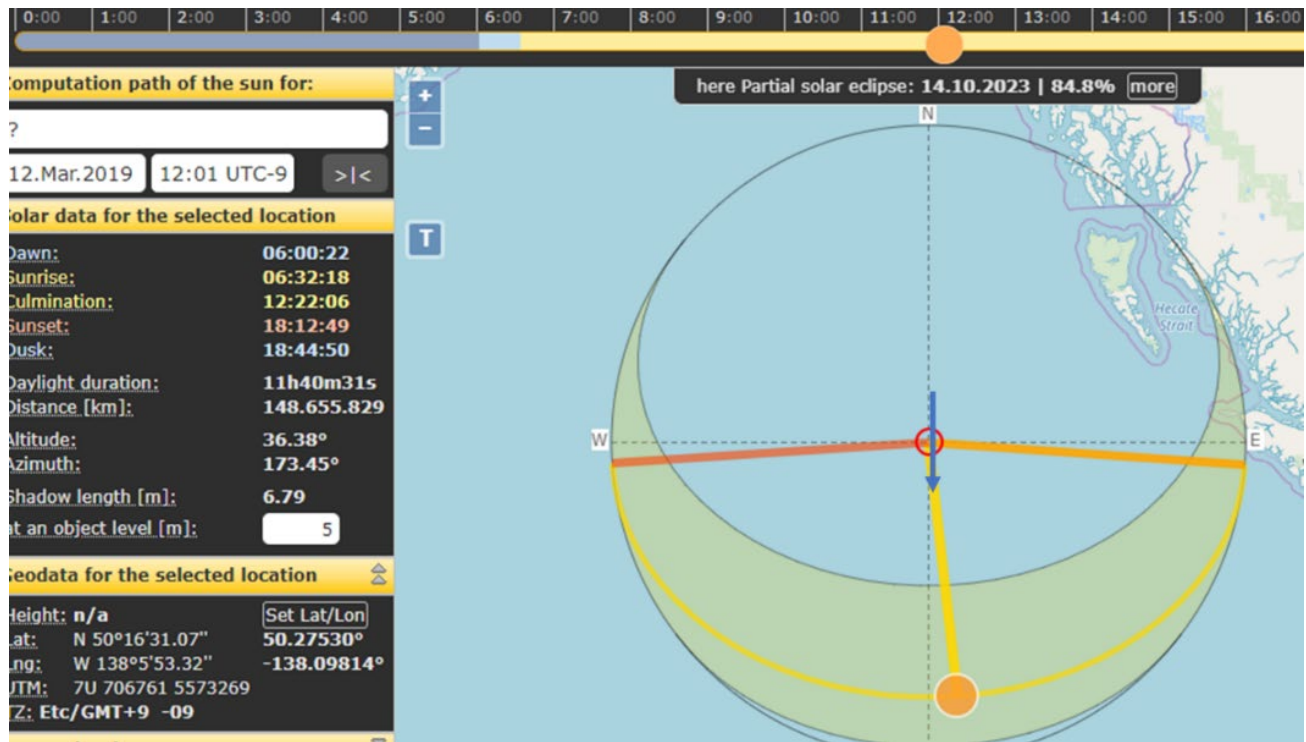 0:00 1:00 2:00 3:00 4:00 5:00 6:00 7:00 8:00 9:00 10:00 11:00 12:00 13:00 14:00 15:00 16:00
omputation path of the sun for:
?
12.Mar.2019 12:01 UTC-9 >|<
olar data for the selected location
Dawn: 06:00:22
Sunrise: 06:32:18
Culmination: 12:22:06
Sunset: 18:12:49
Dusk: 18:44:50
Daylight duration: 11h40m31s
Distance [km]: 148.655.829
Altitude: 36.38°
Azimuth: 173.45°
Shadow length [m]: 6.79
at an object level [m]: 5
eodata for the selected location
Height: n/a Set Lat/Lon
Lat: N 50°16'31.07" 50.27530°
Lng: W 138°5'53.32" -138.09814°
UTM: 7U 706761 5573269
TZ: Etc/GMT+9 -09
+
−
T
here Partial solar eclipse: 14.10.2023 | 84.8% more
N
Hecate
Strait
W
E